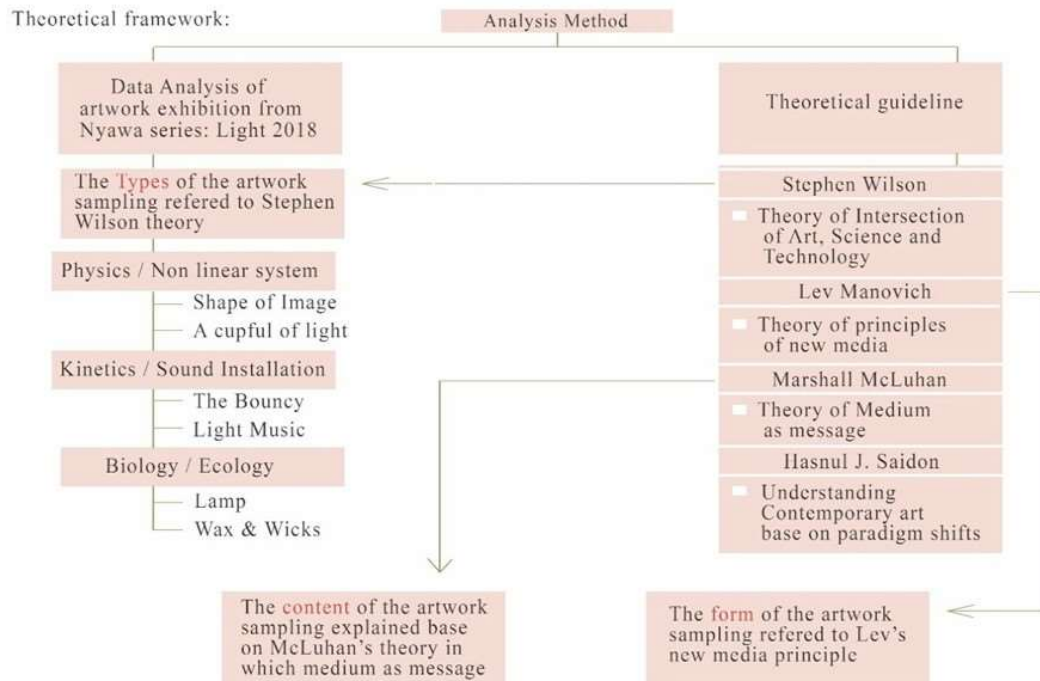 Theoretical framework:
Analysis Method
Data Analysis of
artwork exhibition from
Nyawa series: Light 2018
The Types of the artwork
sampling refered to Stephen
Wilson theory
Physics / Non linear system
Shape of Image
A cupful of light
Kinetics / Sound Installation
The Bouncy
Light Music
Biology / Ecology
Lamp
Wax & Wicks
Theoretical guideline
Stephen Wilson
Theory of Intersection
of Art, Science and
Technology
Lev Manovich
Theory of principles
of new media
Marshall McLuhan
Theory of Medium
as message
Hasnul J. Saidon
Understanding
Contemporary art
base on paradigm shifts
The content of the artwork
sampling explained base
on McLuhan's theory in
which medium as message
The form of the artwork
sampling refered to Lev's
new media principle